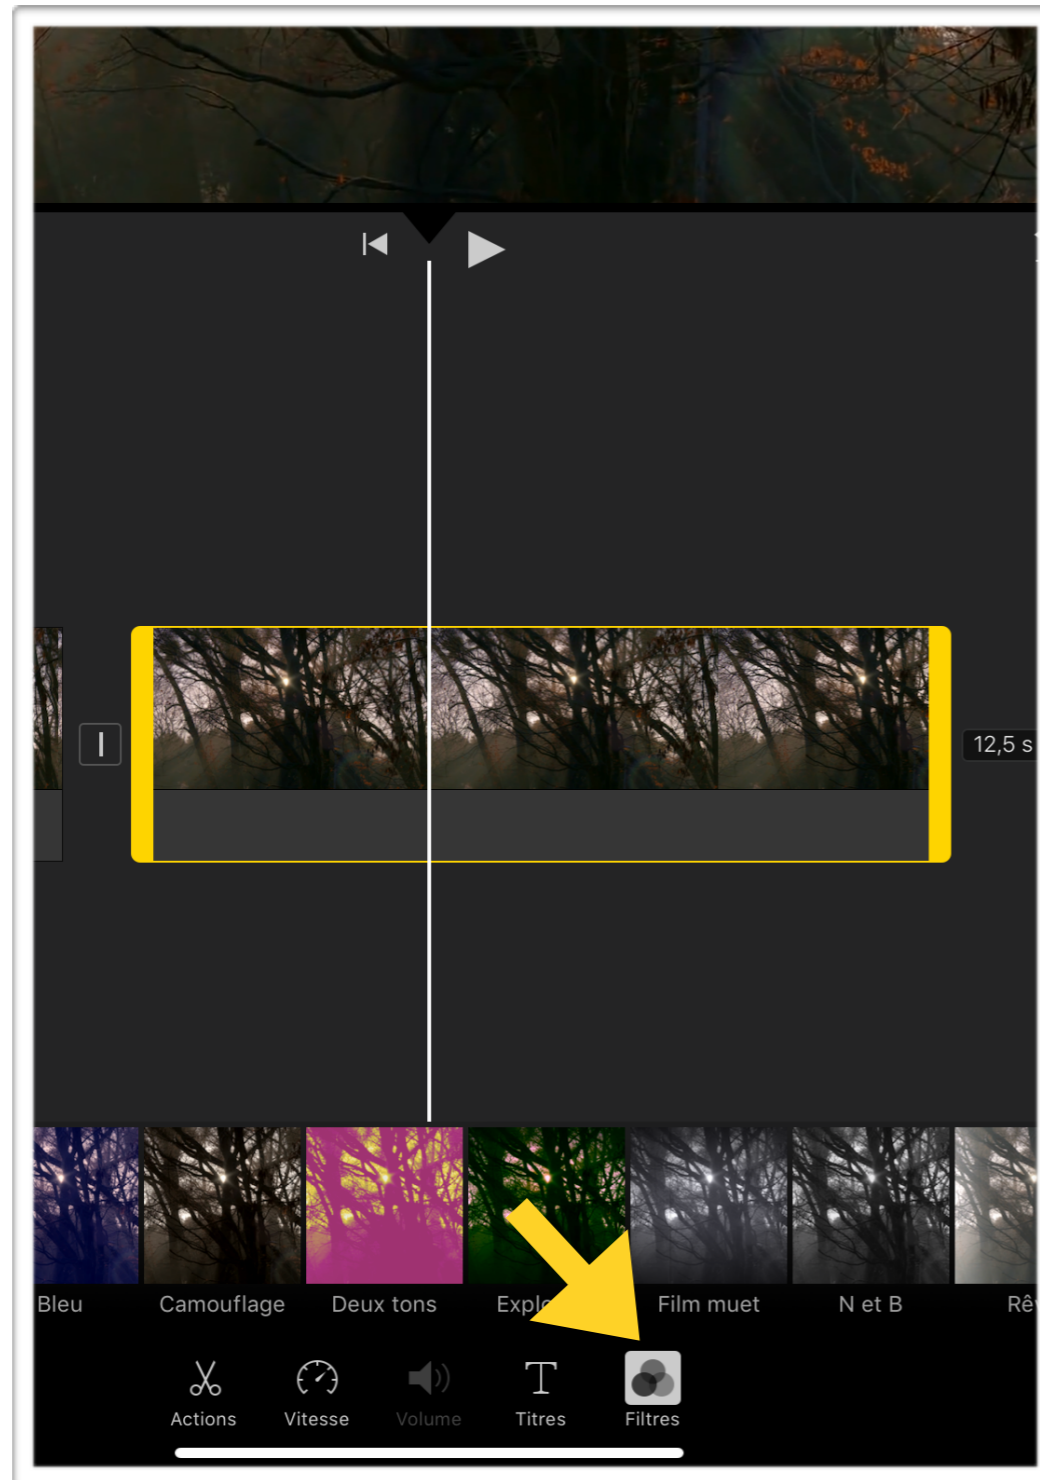 12,5 s
Bleu Camouflage Deux tons Film muet N et B
Actions Vitesse Volume Titres Filtres